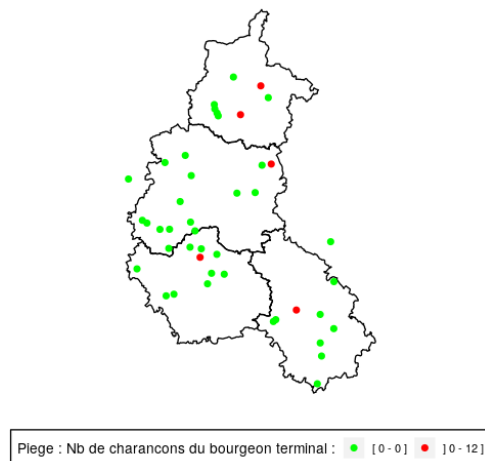 Piege : Nb de charancons du bourgeon terminal : [ 0 - 0 ] ] 0 - 12 ]